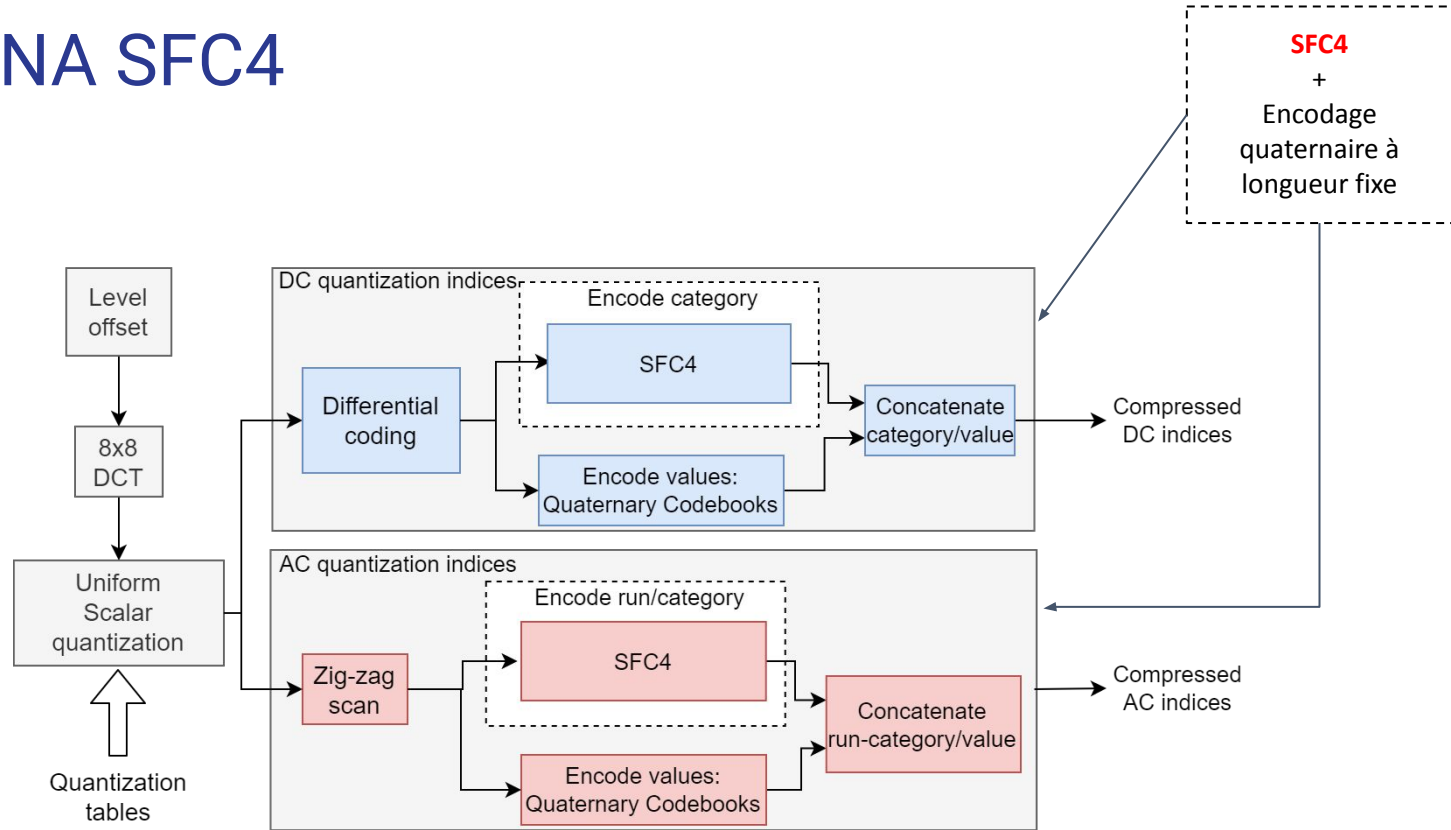 NA SFC4
SFC4
+
Encodage
quaternaire à
longueur fixe
Level
offset
8x8
DCT
Uniform
Scalar
quantization
Quantization
tables
DC quantization indices
Encode category
SFC4
Differential
coding
Encode values:
Quaternary Codebooks
Concatenate
category/value
Compressed
DC indices
AC quantization indices
Encode run/category
SFC4
Zig-zag
scan
Encode values:
Quaternary Codebooks
Concatenate
run-category/value
Compressed
AC indices